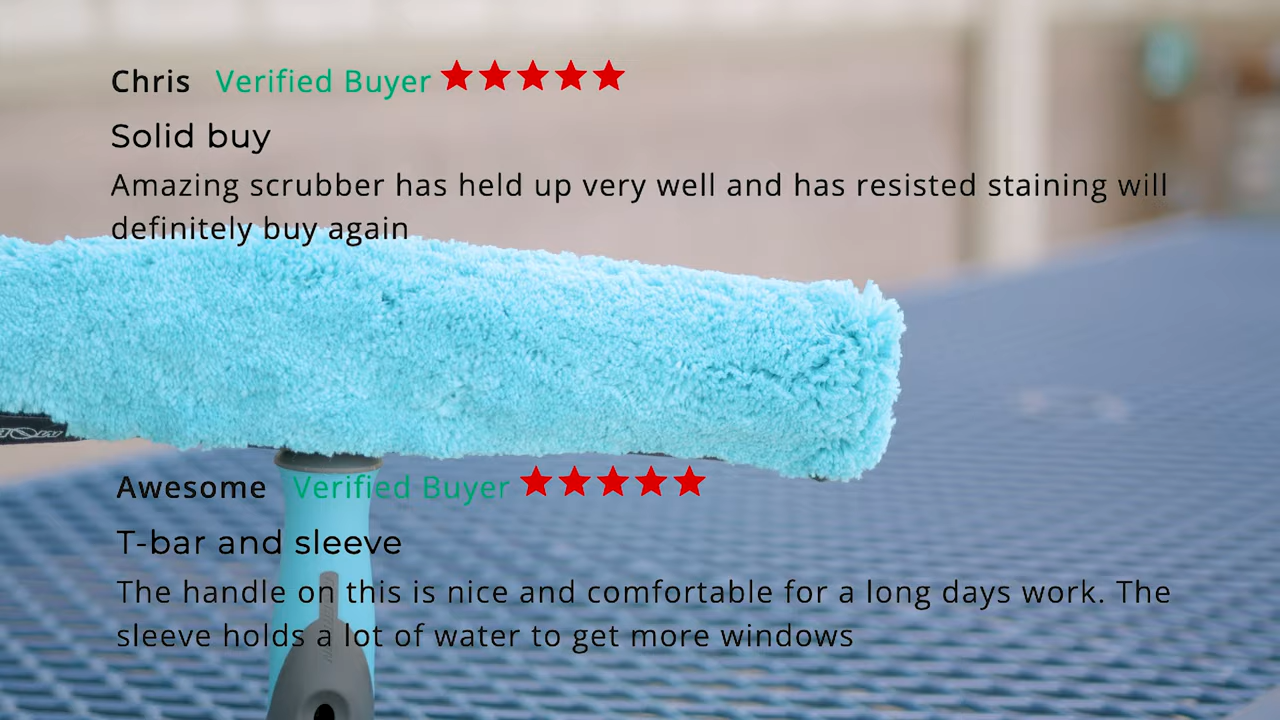 Chris Verified Buyer
Solid buy
Amazing scrubber has held up very well and has resisted staining will
definitely buy again
Awesome Verified Buyer
T-bar and sleeve
The handle on this is nice and comfortable for a long days work. The
sleeve holds a lot of water to get more windows